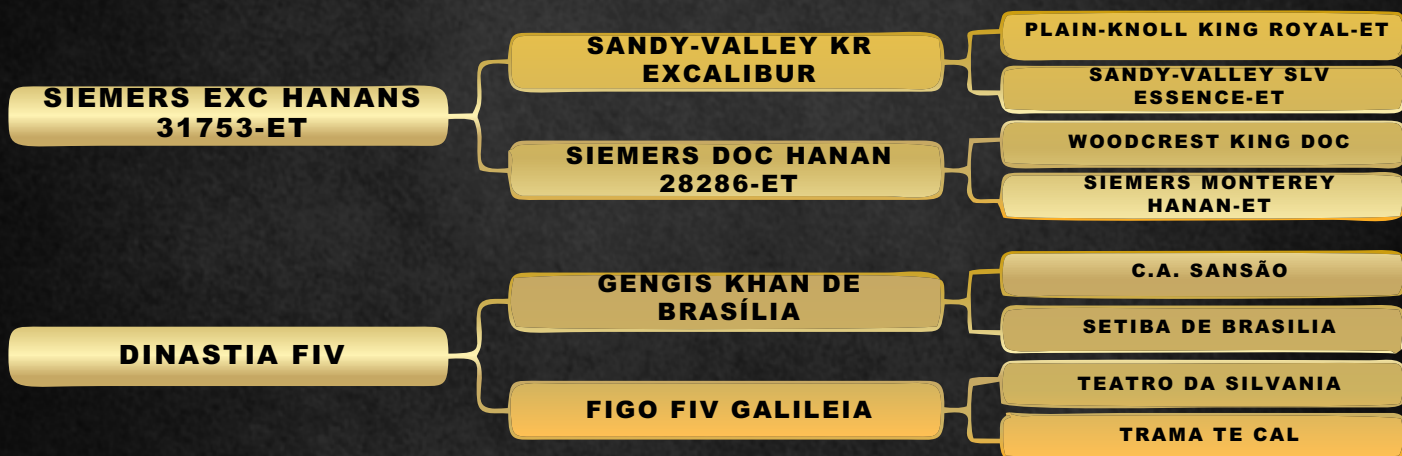 SIEMERS EXC HANANS
31753-ET
SANDY-VALLEY KR
EXCALIBUR
PLAIN-KNOLL KING ROYAL-ET
SANDY-VALLEY SLV
ESSENCE-ET
SIEMERS DOC HANAN
28286-ET
WOODCREST KING DOC
SIEMERS MONTEREY
HANAN-ET
DINASTIA FIV
GENGIS KHAN DE
BRASÍLIA
C.A. SANSÃO
SETIBA DE BRASILIA
FIGO FIV GALILEIA
TEATRO DA SILVANIA
TRAMA TE CAL